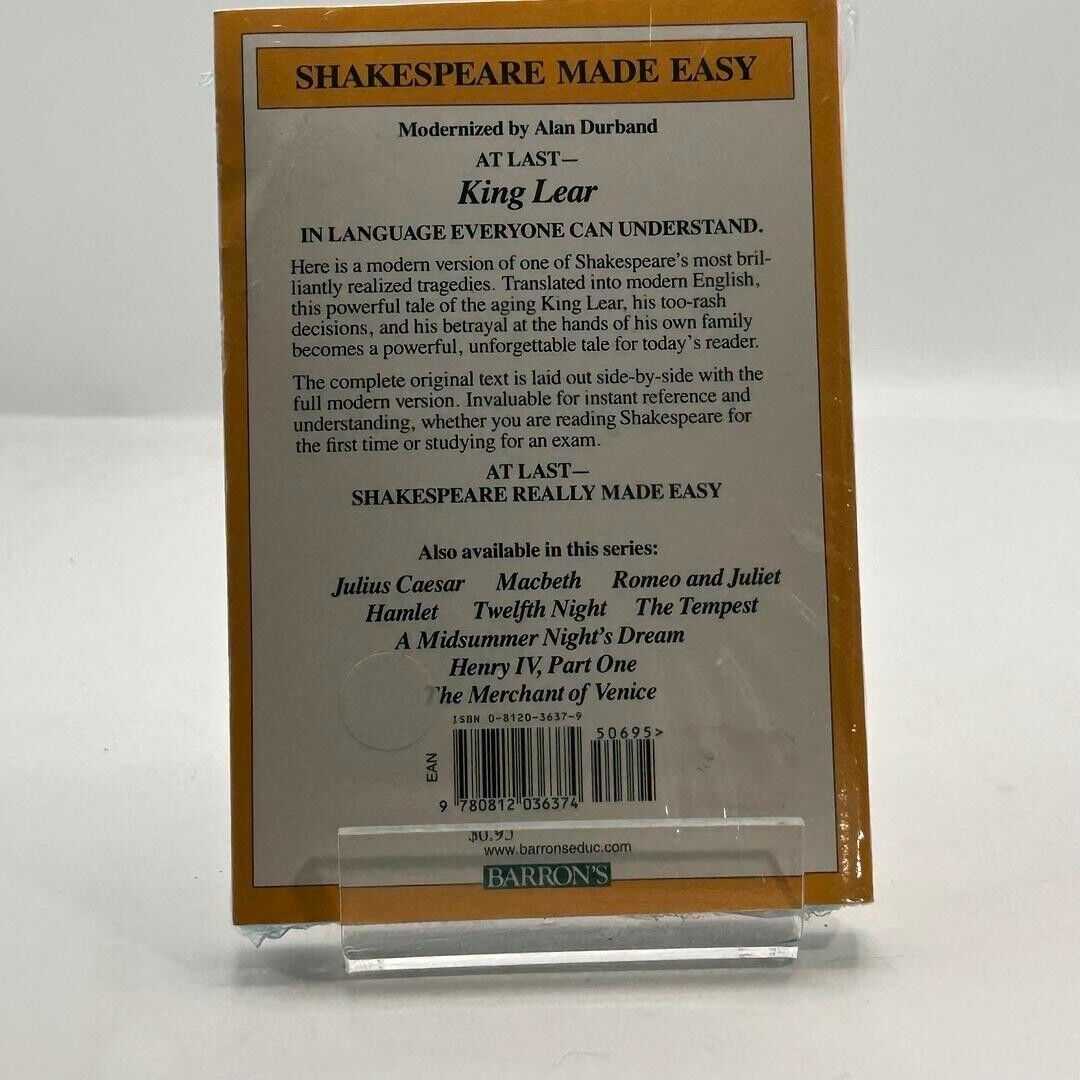 SHAKESPEARE MADE EASY
Modernized by Alan Durband
AT LAST—
King Lear
IN LANGUAGE EVERYONE CAN UNDERSTAND.
Here is a modern version of one of Shakespeare's most bril-
liantly realized tragedies. Translated into modern English,
this powerful tale of the aging King Lear, his too-rash
decisions, and his betrayal at the hands of his own family
becomes a powerful, unforgettable tale for today's reader.
The complete original text is laid out side-by-side with the
full modern version. Invaluable for instant reference and
understanding, whether you are reading Shakespeare for
the first time or studying for an exam.
AT LAST—
SHAKESPEARE REALLY MADE EASY
Also available in this series:
Julius Caesar Macbeth Romeo and Juliet
Hamlet Twelfth Night The Tempest
A Midsummer Night's Dream
Henry IV, Part One
The Merchant of Venice
ISBN 0-8120-3637-9
50695>
EAN
9 780812 036374
www.barronseduc.com
BARRON'S